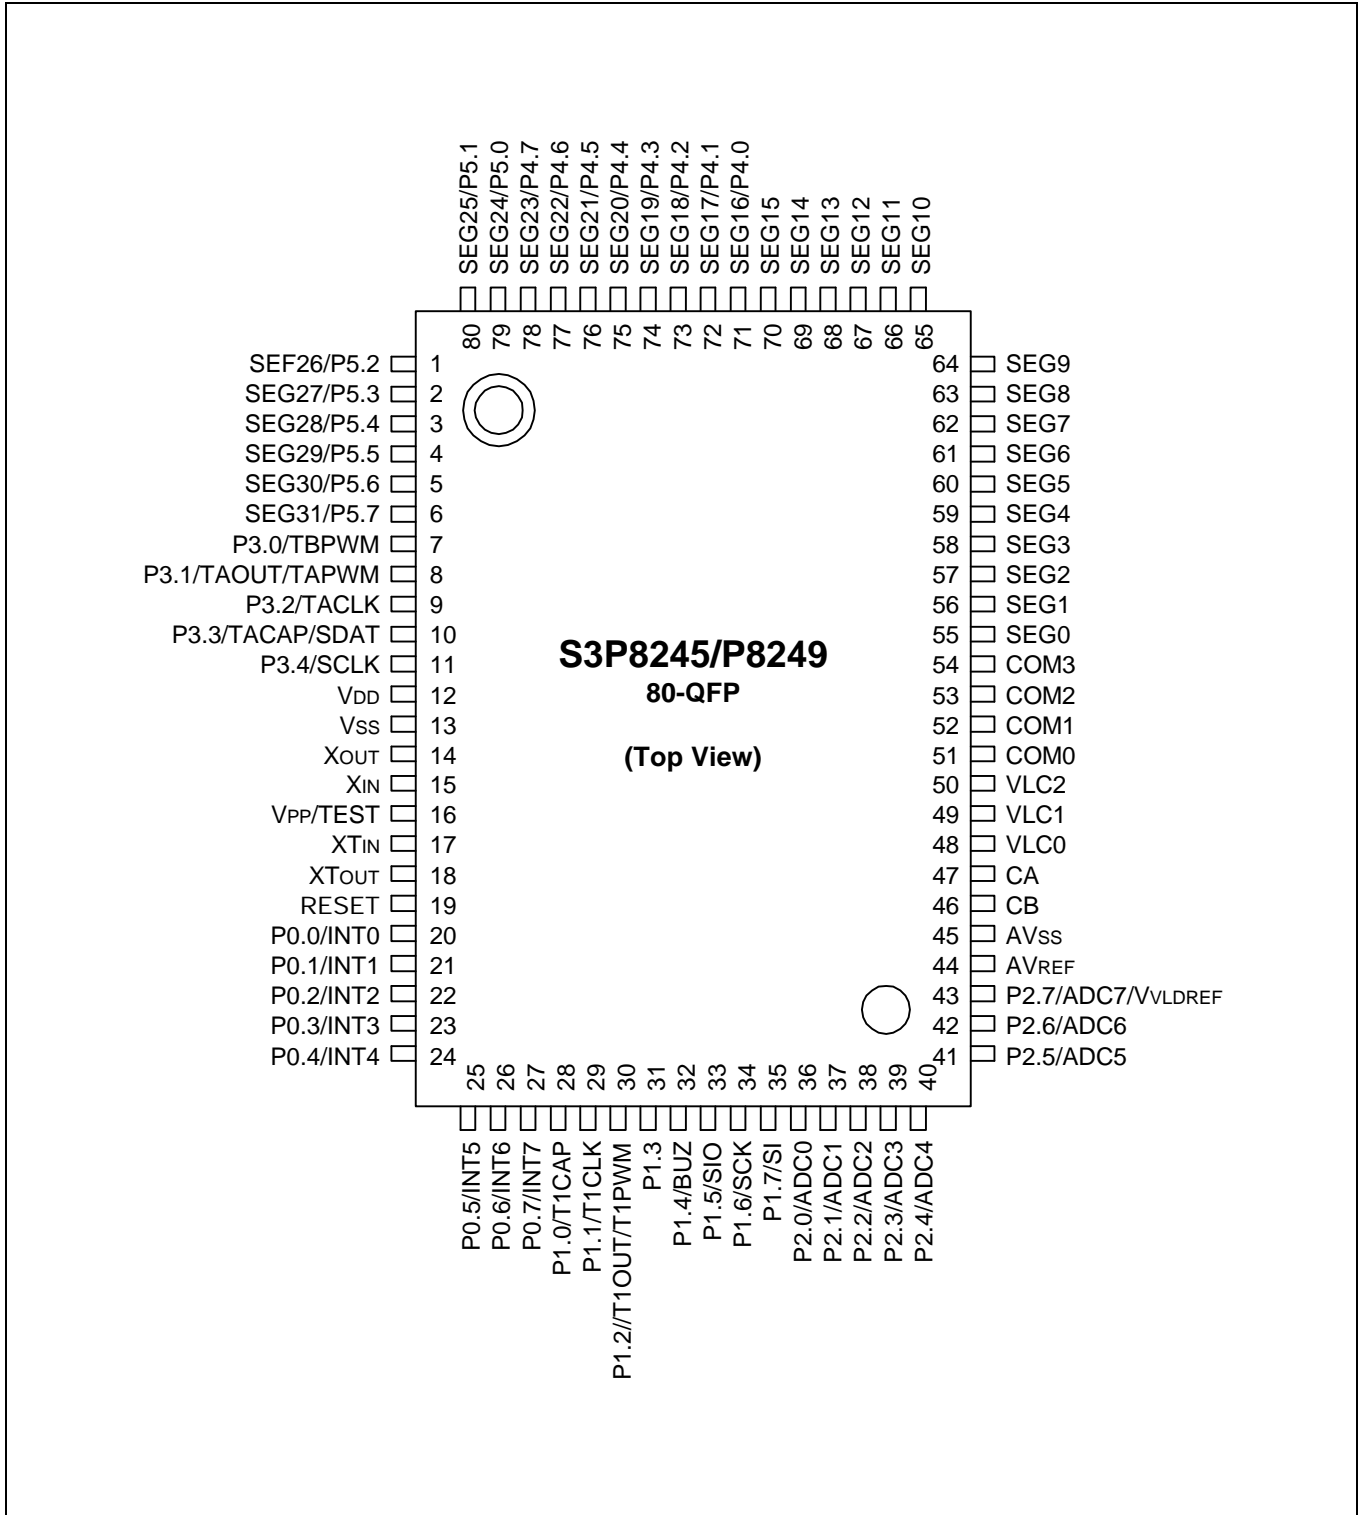 SEG25/P5.1
SEG24/P5.0
SEG23/P4.7
SEG22/P4.6
SEG21/P4.5
SEG20/P4.4
SEG19/P4.3
SEG18/P4.2
SEG17/P4.1
SEG16/P4.0
SEG15
SEG14
SEG13
SEG12
SEG11
SEG10
80
79
78
77
76
75
74
73
72
71
70
69
68
67
66
65
SEF26/P5.2 1
SEG27/P5.3 2
SEG28/P5.4 3
SEG29/P5.5 4
SEG30/P5.6 5
SEG31/P5.7 6
P3.0/TBPWM 7
P3.1/TAOUT/TAPWM 8
P3.2/TACLK 9
P3.3/TACAP/SDAT 10
P3.4/SCLK 11
VDD 12
VSS 13
XOUT 14
XIN 15
VPP/TEST 16
XTIN 17
XTOUT 18
RESET 19
P0.0/INT0 20
P0.1/INT1 21
P0.2/INT2 22
P0.3/INT3 23
P0.4/INT4 24
S3P8245/P8249
80-QFP
(Top View)
64 SEG9
63 SEG8
62 SEG7
61 SEG6
60 SEG5
59 SEG4
58 SEG3
57 SEG2
56 SEG1
55 SEG0
54 COM3
53 COM2
52 COM1
51 COM0
50 VLC2
49 VLC1
48 VLC0
47 CA
46 CB
45 AVSS
44 AVREF
43 P2.7/ADC7/VVLDREF
42 P2.6/ADC6
41 P2.5/ADC5
25
26
27
28
29
30
31
32
33
34
35
36
37
38
39
40
P0.5/INT5
P0.6/INT6
P0.7/INT7
P1.0/T1CAP
P1.1/T1CLK
P1.2//T1OUT/T1PWM
P1.3
P1.4/BUZ
P1.5/SIO
P1.6/SCK
P1.7/SI
P2.0/ADC0
P2.1/ADC1
P2.2/ADC2
P2.3/ADC3
P2.4/ADC4